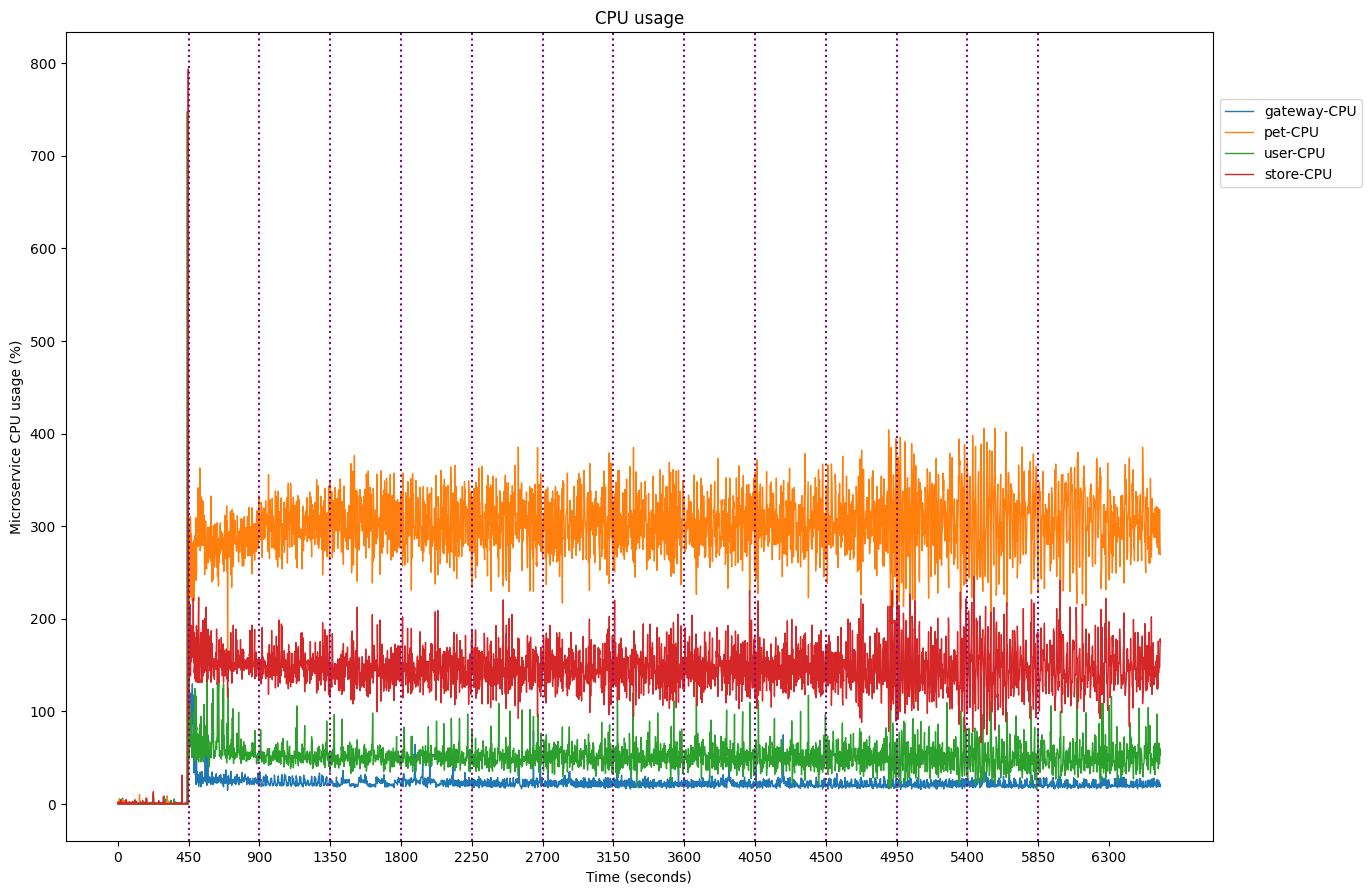 CPU usage
Microservice CPU usage (%)
800
700
600
500
400
300
200
100
0
0 450 900 1350 1800 2250 2700 3150 3600 4050 4500 4950 5400 5850 6300
Time (seconds)
gateway-CPU
pet-CPU
user-CPU
store-CPU